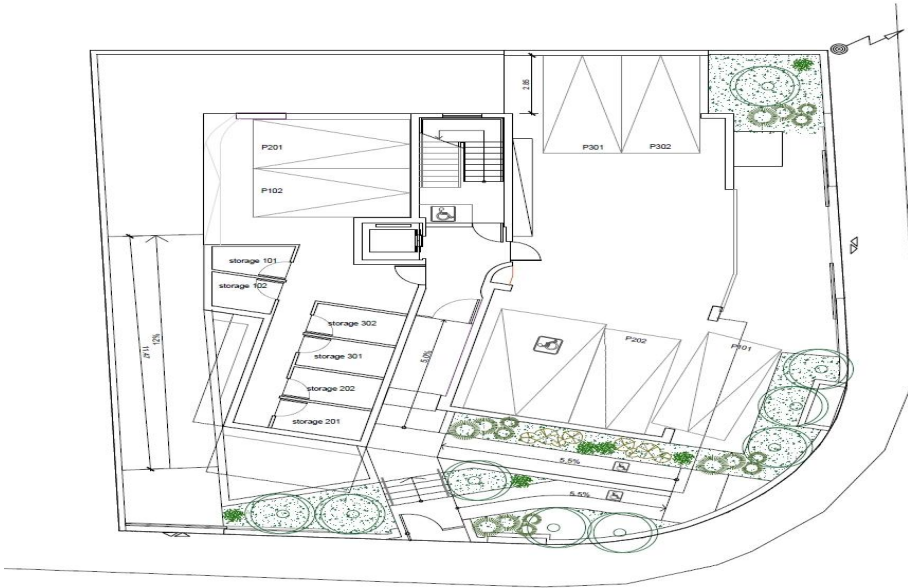 2.85
P301
P302
P201
P102
storage 101
storage 102
storage 302
storage 301
storage 202
storage 201
12%
5.0%
P202
P101
5.5%
5.5%